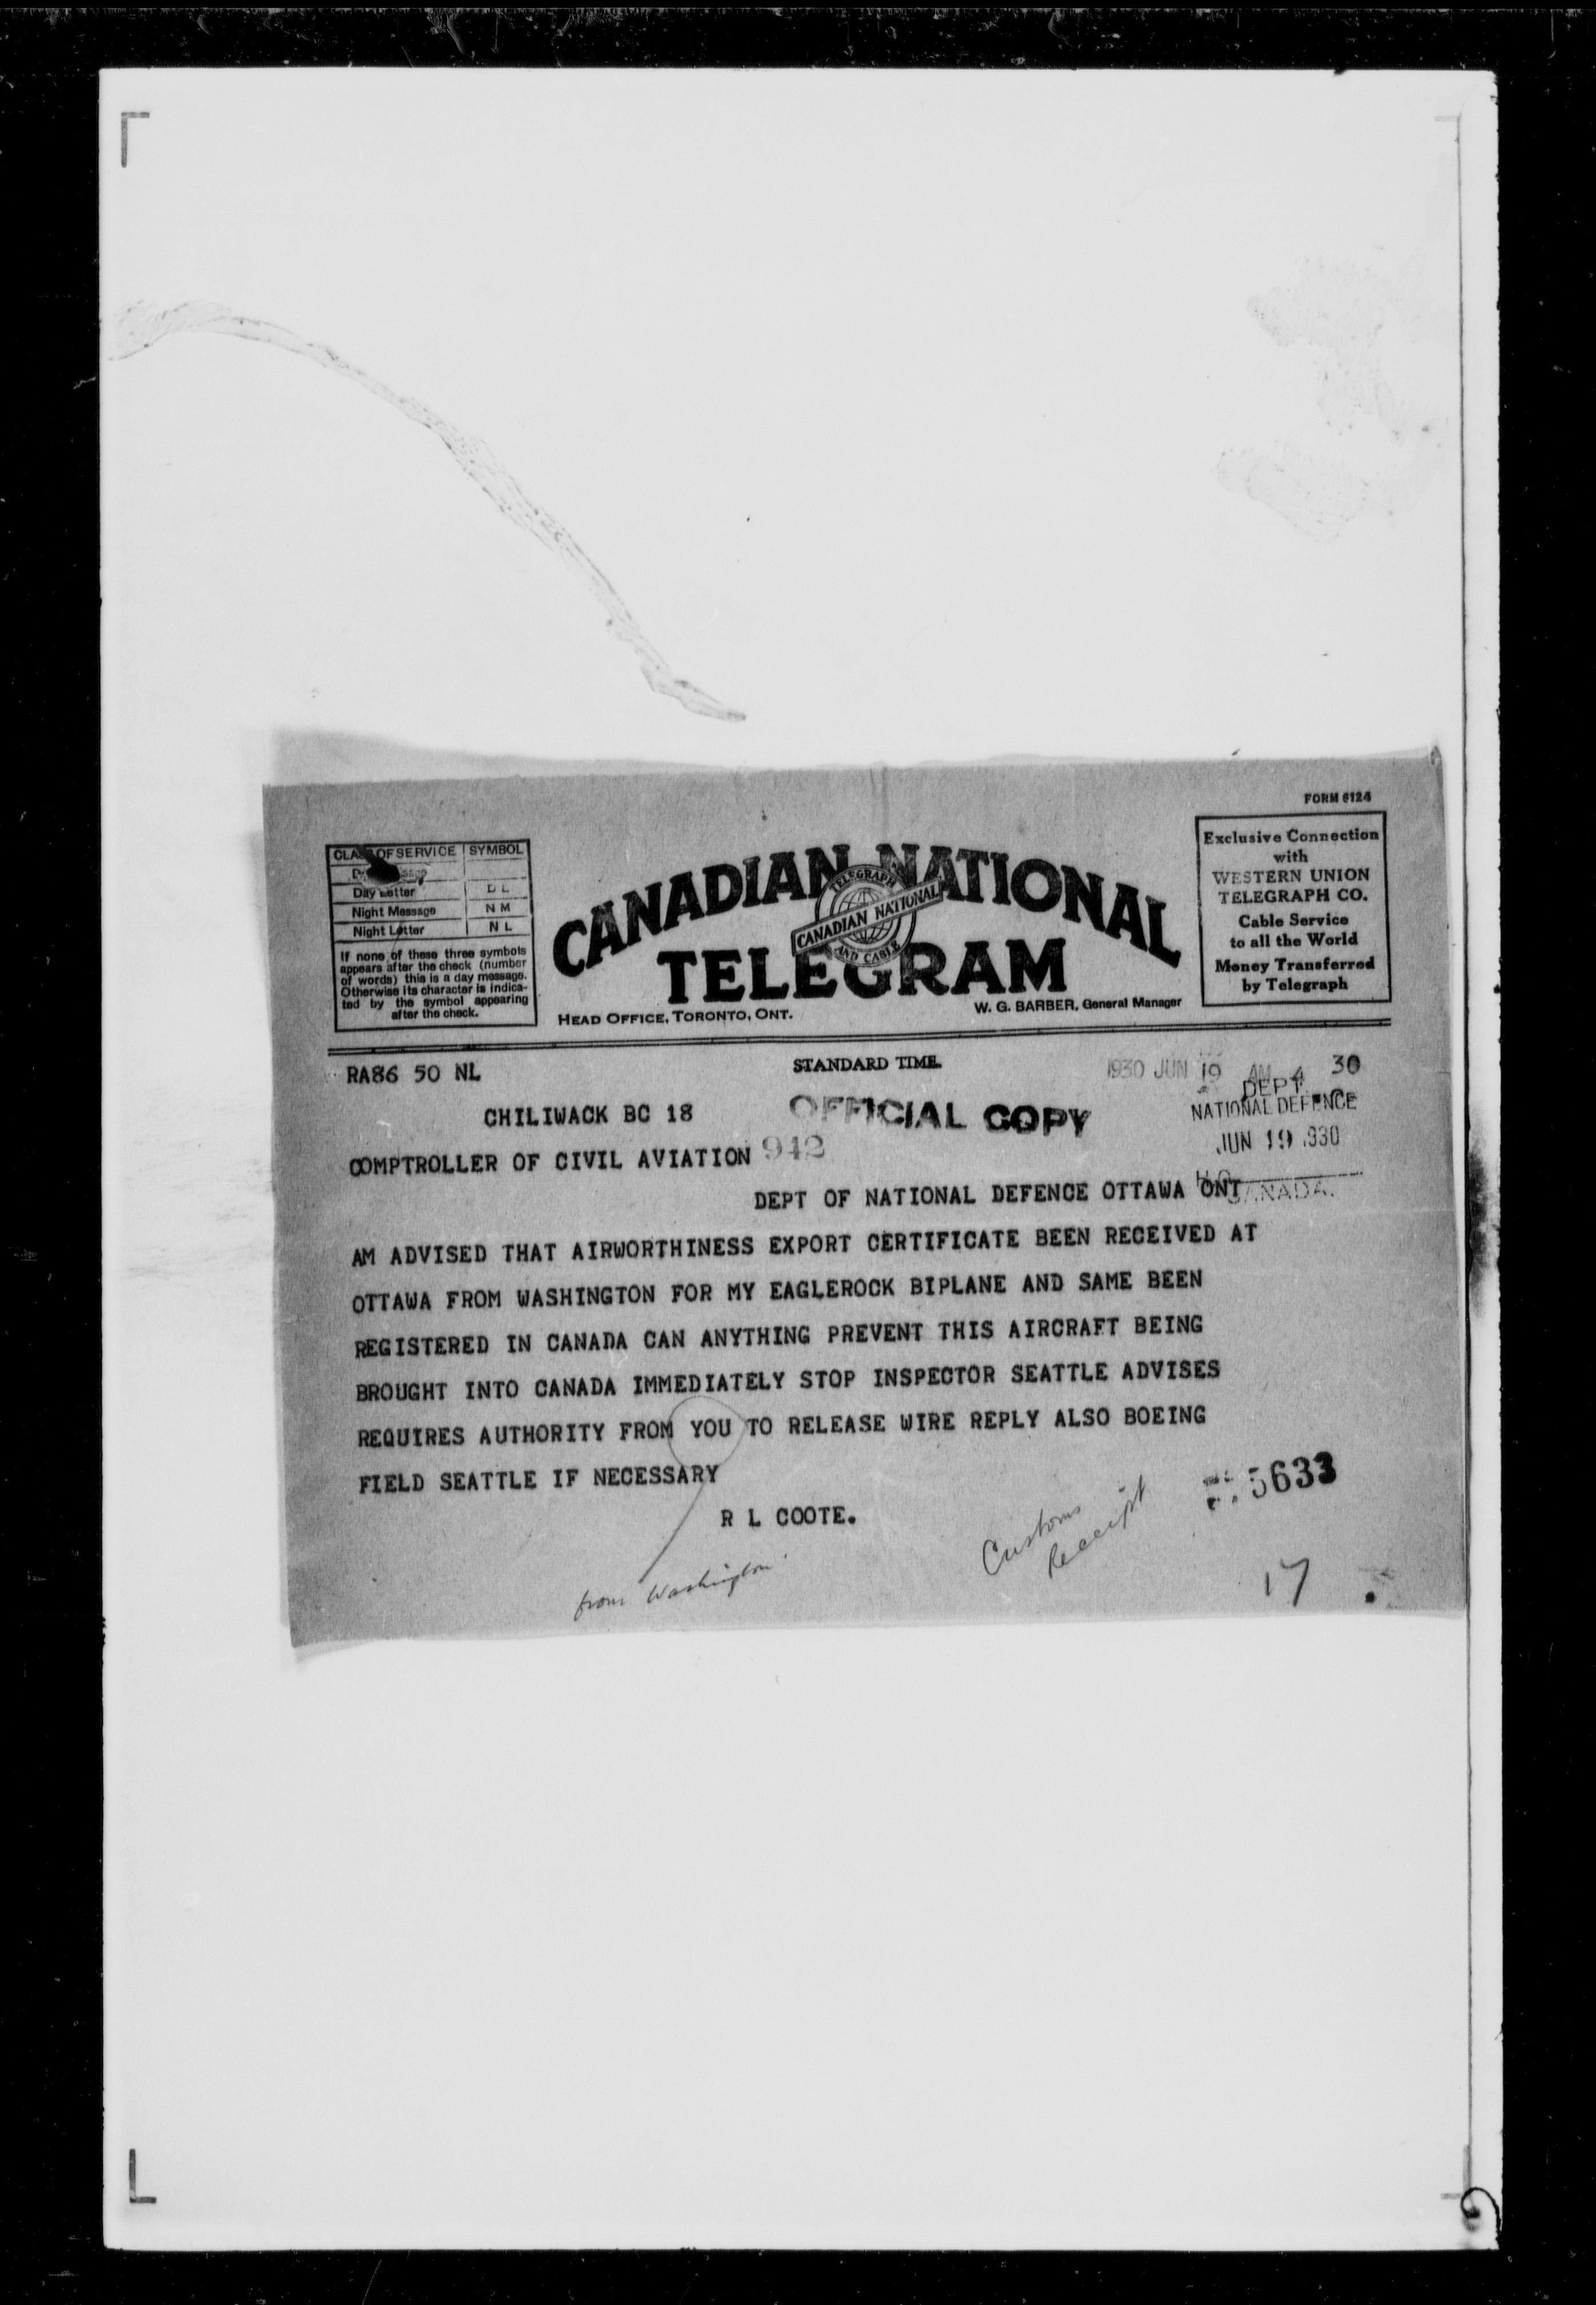 FORM 6124
CLASS OF SERVICE SYMBOL
Day Letter D L
Night Message N M
Night Letter N L
If none of these three symbols
appears after the check (number
of words) this is a day message.
Otherwise its character is indica-
ted by the symbol appearing
after the check.
CANADIAN NATIONAL
TELEGRAPH
CANADIAN NATIONAL
AND CABLE
TELEGRAM
HEAD OFFICE, TORONTO, ONT.
W. G. BARBER, General Manager
Exclusive Connection
with
WESTERN UNION
TELEGRAPH CO.
Cable Service
to all the World
Money Transferred
by Telegraph
RA86 50 NL
STANDARD TIME.
1930 JUN 19 AM 4 30
CHILIWACK BC 18
OFFICIAL COPY
DEPT. OF
NATIONAL DEFENCE
JUN 19 1930
H.Q.
CANADA.
COMPTROLLER OF CIVIL AVIATION 942
DEPT OF NATIONAL DEFENCE OTTAWA ONT
AM ADVISED THAT AIRWORTHINESS EXPORT CERTIFICATE BEEN RECEIVED AT
OTTAWA FROM WASHINGTON FOR MY EAGLEROCK BIPLANE AND SAME BEEN
REGISTERED IN CANADA CAN ANYTHING PREVENT THIS AIRCRAFT BEING
BROUGHT INTO CANADA IMMEDIATELY STOP INSPECTOR SEATTLE ADVISES
REQUIRES AUTHORITY FROM YOU TO RELEASE WIRE REPLY ALSO BOEING
FIELD SEATTLE IF NECESSARY
R L COOTE.
5633
Customs
Receipt
from Washington
17